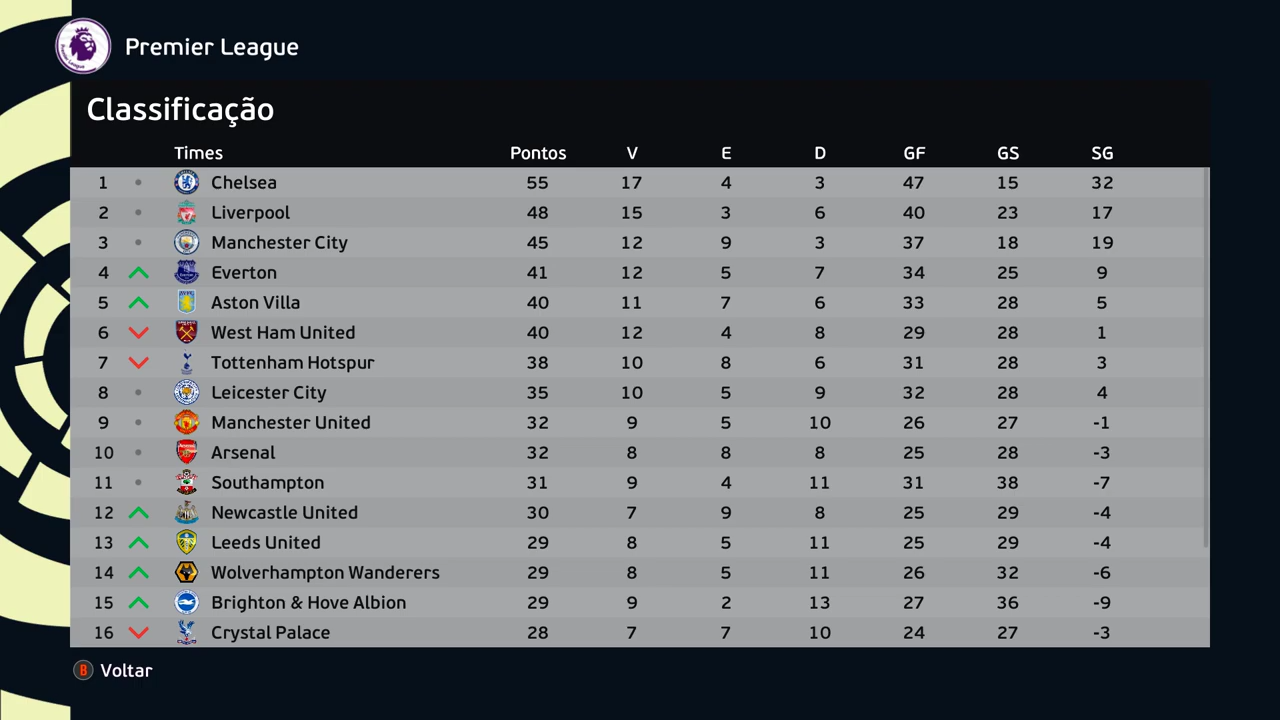 Premier League
Classificação
Times Pontos V E D GF GS SG
1 Chelsea 55 17 4 3 47 15 32
2 Liverpool 48 15 3 6 40 23 17
3 Manchester City 45 12 9 3 37 18 19
4 Everton 41 12 5 7 34 25 9
5 Aston Villa 40 11 7 6 33 28 5
6 West Ham United 40 12 4 8 29 28 1
7 Tottenham Hotspur 38 10 8 6 31 28 3
8 Leicester City 35 10 5 9 32 28 4
9 Manchester United 32 9 5 10 26 27 -1
10 Arsenal 32 8 8 8 25 28 -3
11 Southampton 31 9 4 11 31 38 -7
12 Newcastle United 30 7 9 8 25 29 -4
13 Leeds United 29 8 5 11 25 29 -4
14 Wolverhampton Wanderers 29 8 5 11 26 32 -6
15 Brighton & Hove Albion 29 9 2 13 27 36 -9
16 Crystal Palace 28 7 7 10 24 27 -3
B Voltar